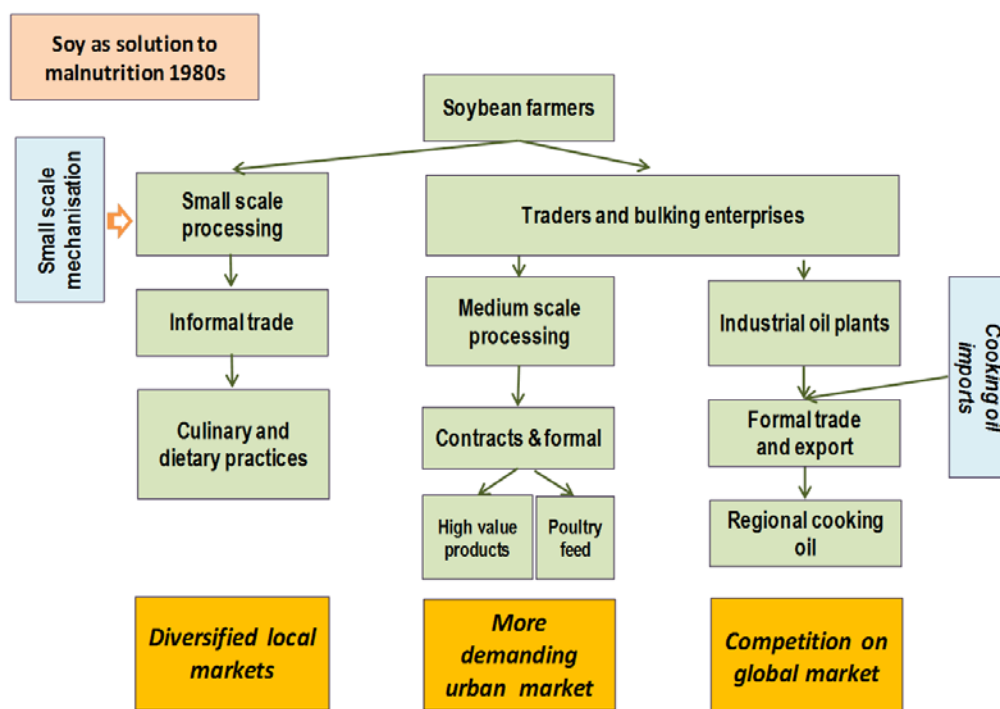 Soy as solution to
malnutrition 1980s
Soybean farmers
Small scale
mechanisation
Small scale
processing
Traders and bulking enterprises
Informal trade
Medium scale
processing
Industrial oil plants
Cooking oil
imports
Culinary and
dietary practices
Contracts & formal
Formal trade
and export
High value
products
Poultry
feed
Regional cooking
oil
Diversified local
markets
More
demanding
urban market
Competition on
global market